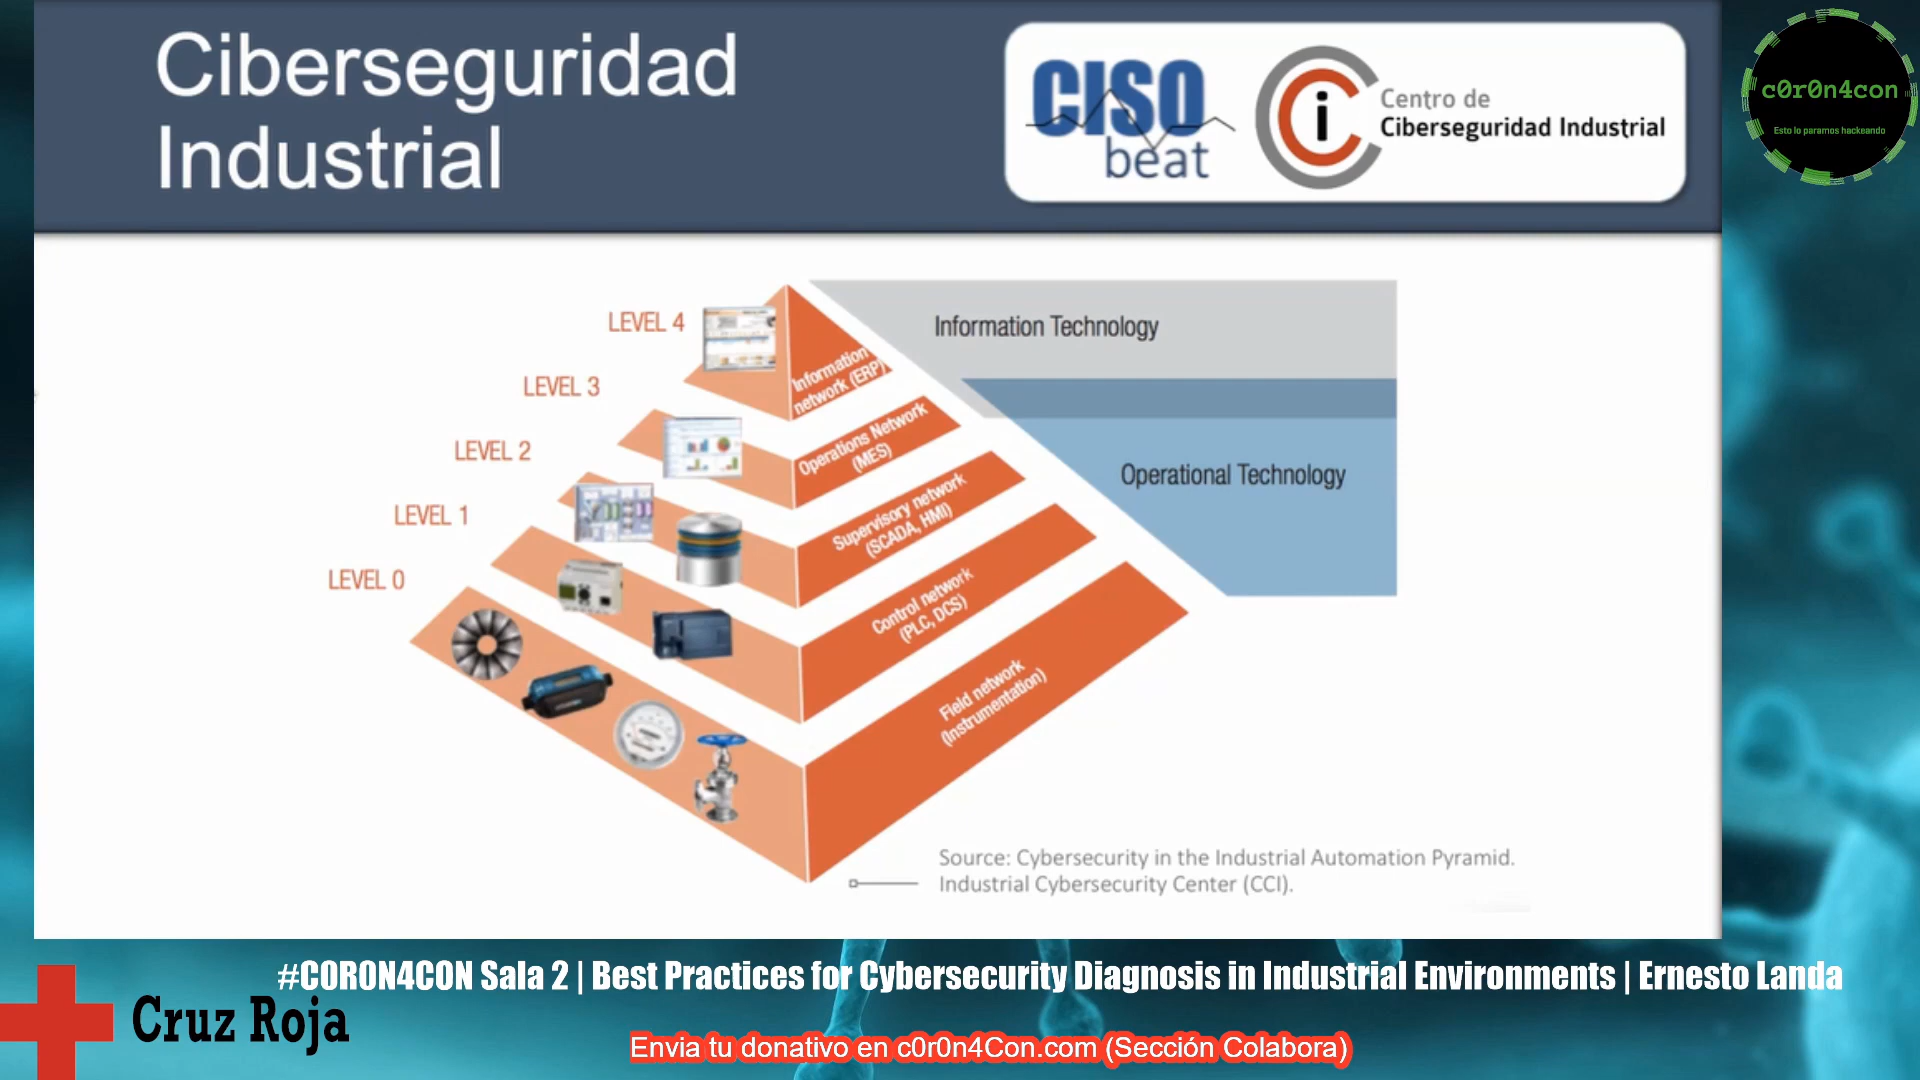 Ciberseguridad
Industrial
CISO
beat
Ci
Centro de
Ciberseguridad Industrial
c0r0n4con
Esto lo paramos hackeando
LEVEL 4
LEVEL 3
LEVEL 2
LEVEL 1
LEVEL 0
Information
network (ERP)
Operations Network
(MES)
Supervisory network
(SCADA, HMI)
Control network
(PLC, DCS)
Field network
(Instrumentation)
Information Technology
Operational Technology
Source: Cybersecurity in the Industrial Automation Pyramid.
Industrial Cybersecurity Center (CCI).
#C0R0N4CON Sala 2 | Best Practices for Cybersecurity Diagnosis in Industrial Environments | Ernesto Landa
Cruz Roja
Envia tu donativo en c0r0n4Con.com (Sección Colabora)